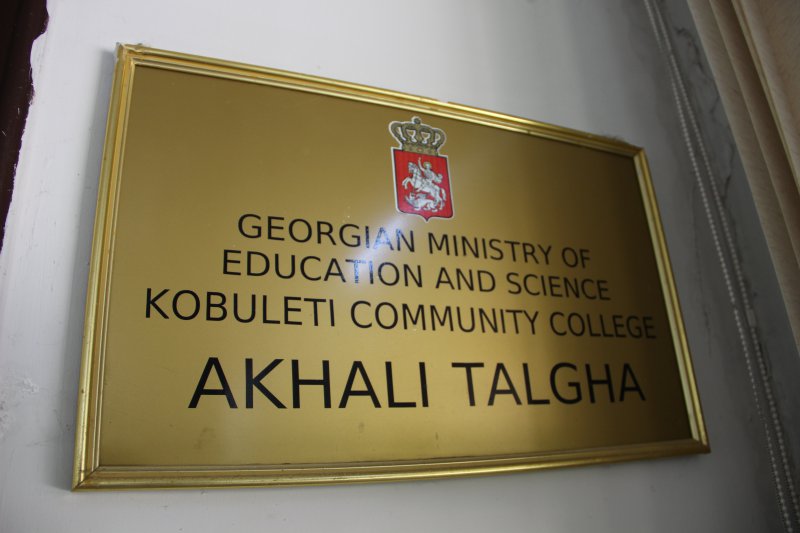 GEORGIAN MINISTRY OF
EDUCATION AND SCIENCE
KOBULETI COMMUNITY COLLEGE
AKHALI TALGHA